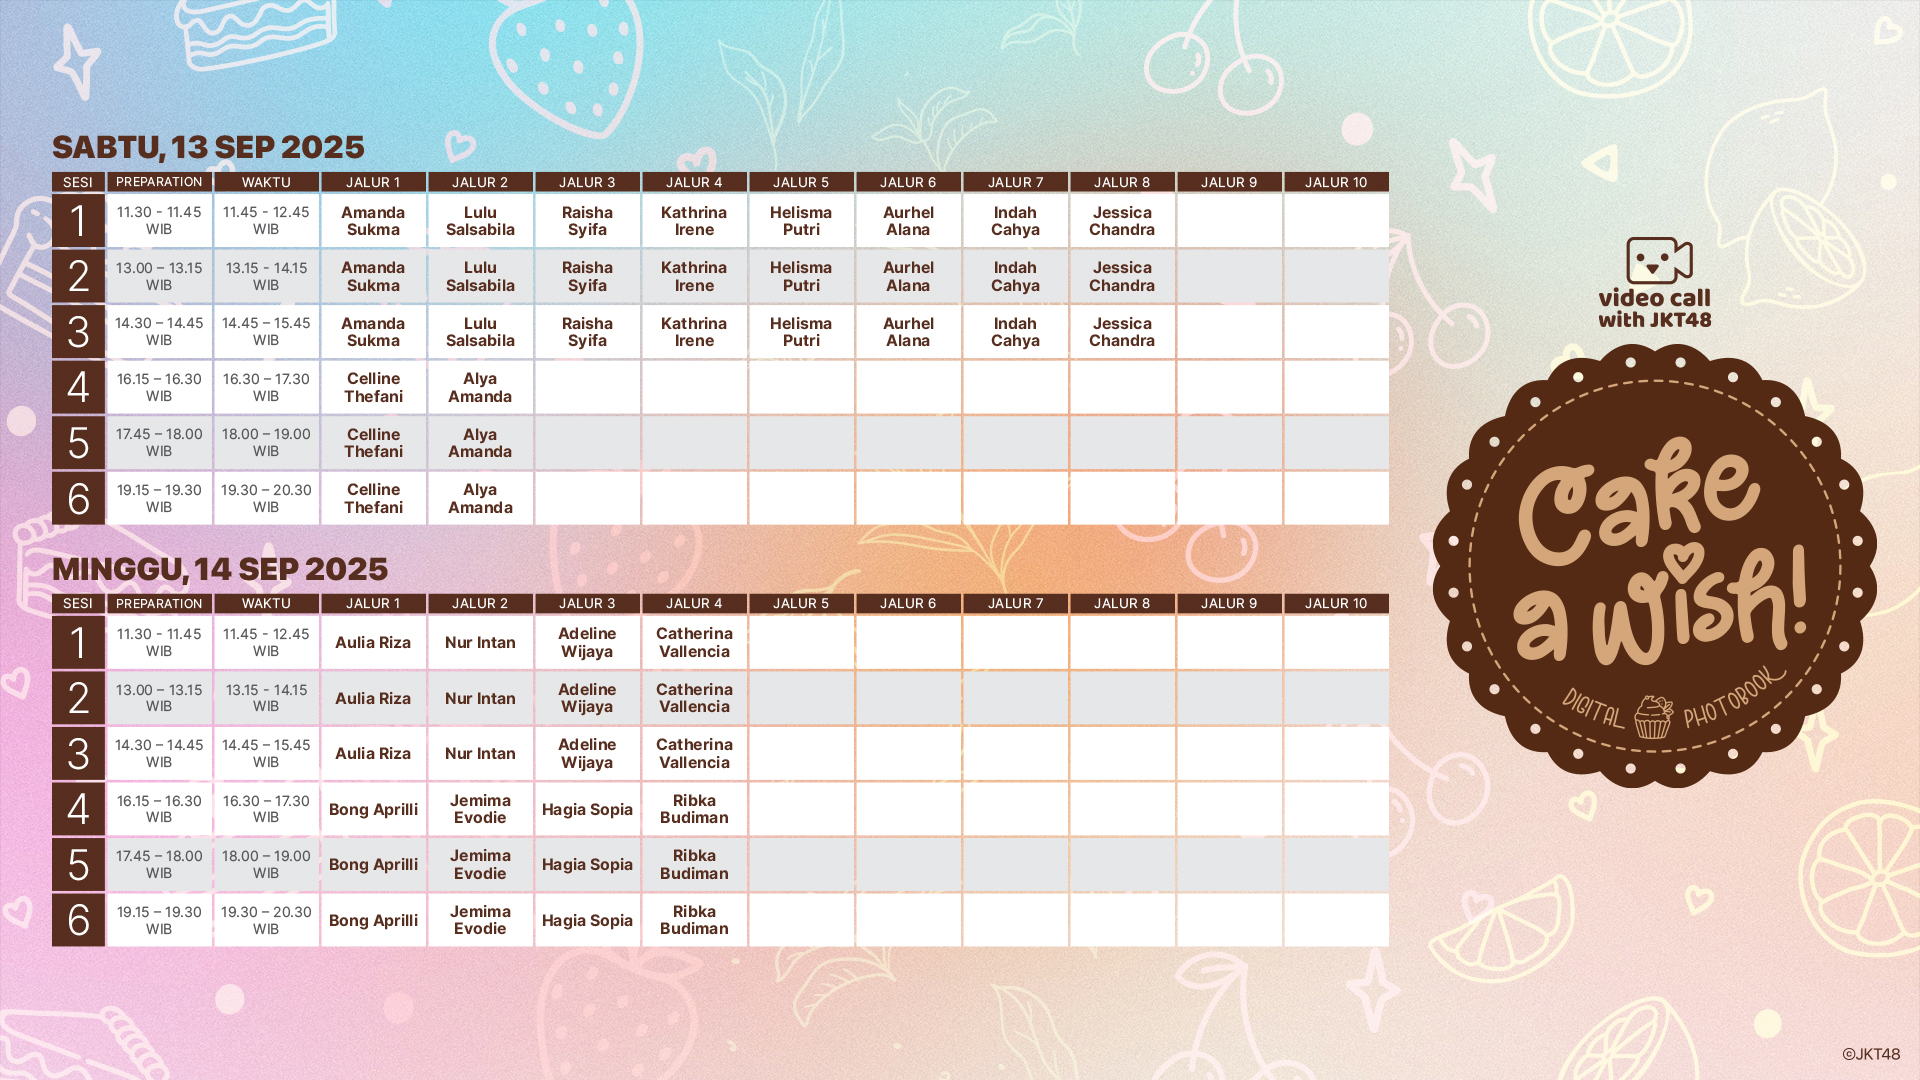 SABTU, 13 SEP 2025
SESI PREPARATION WAKTU JALUR 1 JALUR 2 JALUR 3 JALUR 4 JALUR 5 JALUR 6 JALUR 7 JALUR 8 JALUR 9 JALUR 10
1 11.30 - 11.45 WIB 11.45 - 12.45 WIB Amanda Sukma Lulu Salsabila Raisha Syifa Kathrina Irene Helisma Putri Aurhel Alana Indah Cahya Jessica Chandra
2 13.00 – 13.15 WIB 13.15 - 14.15 WIB Amanda Sukma Lulu Salsabila Raisha Syifa Kathrina Irene Helisma Putri Aurhel Alana Indah Cahya Jessica Chandra
3 14.30 – 14.45 WIB 14.45 – 15.45 WIB Amanda Sukma Lulu Salsabila Raisha Syifa Kathrina Irene Helisma Putri Aurhel Alana Indah Cahya Jessica Chandra
4 16.15 – 16.30 WIB 16.30 – 17.30 WIB Celline Thefani Alya Amanda
5 17.45 – 18.00 WIB 18.00 – 19.00 WIB Celline Thefani Alya Amanda
6 19.15 – 19.30 WIB 19.30 – 20.30 WIB Celline Thefani Alya Amanda
MINGGU, 14 SEP 2025
SESI PREPARATION WAKTU JALUR 1 JALUR 2 JALUR 3 JALUR 4 JALUR 5 JALUR 6 JALUR 7 JALUR 8 JALUR 9 JALUR 10
1 11.30 - 11.45 WIB 11.45 - 12.45 WIB Aulia Riza Nur Intan Adeline Wijaya Catherina Vallencia
2 13.00 – 13.15 WIB 13.15 - 14.15 WIB Aulia Riza Nur Intan Adeline Wijaya Catherina Vallencia
3 14.30 – 14.45 WIB 14.45 – 15.45 WIB Aulia Riza Nur Intan Adeline Wijaya Catherina Vallencia
4 16.15 – 16.30 WIB 16.30 – 17.30 WIB Bong Aprilli Jemima Evodie Hagia Sopia Ribka Budiman
5 17.45 – 18.00 WIB 18.00 – 19.00 WIB Bong Aprilli Jemima Evodie Hagia Sopia Ribka Budiman
6 19.15 – 19.30 WIB 19.30 – 20.30 WIB Bong Aprilli Jemima Evodie Hagia Sopia Ribka Budiman
video call
with JKT48
Cake
a wish!
DIGITAL PHOTOBOOK
©JKT48